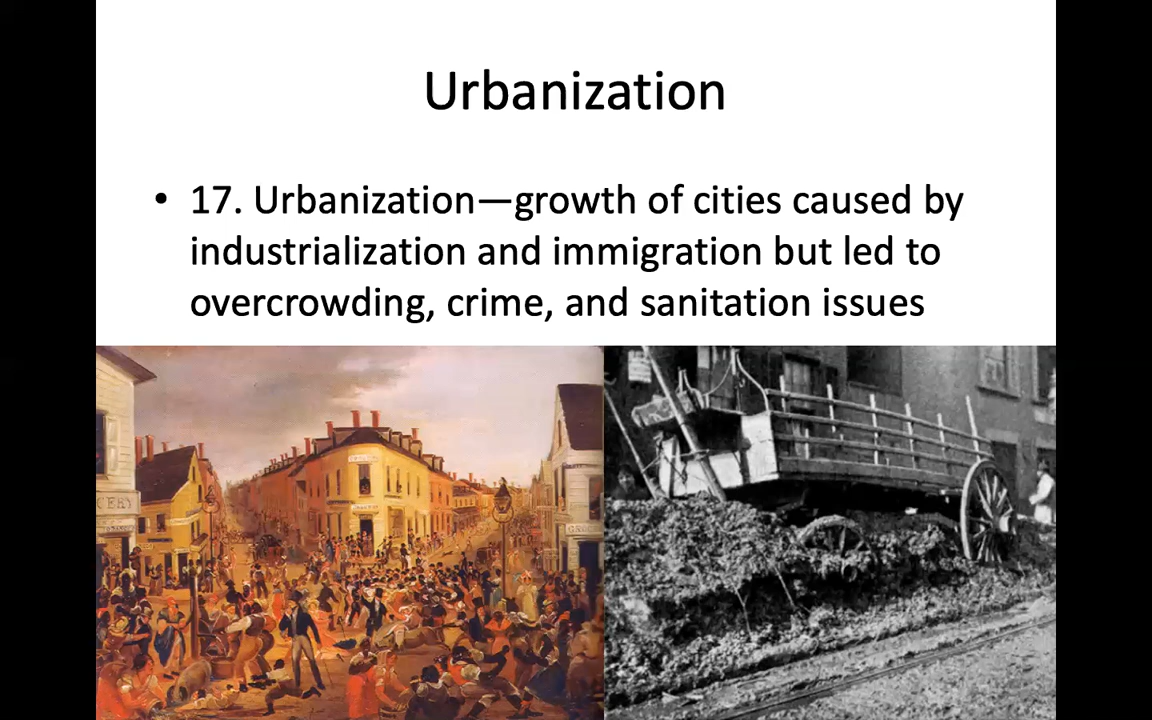 Urbanization
• 17. Urbanization—growth of cities caused by
industrialization and immigration but led to
overcrowding, crime, and sanitation issues